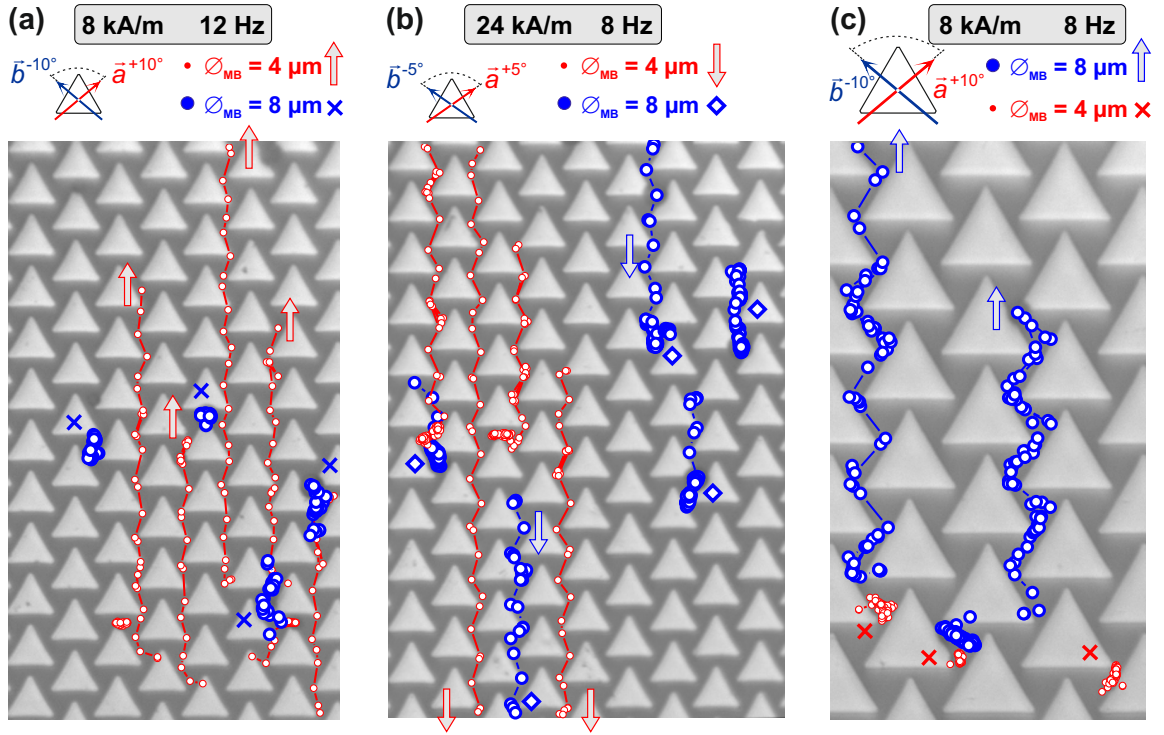 (a) 8 kA/m 12 Hz
b⃗⁻¹⁰° a⃗⁺¹⁰°
∅MB = 4 µm
∅MB = 8 µm
(b) 24 kA/m 8 Hz
b⃗⁻⁵° a⃗⁺⁵°
∅MB = 4 µm
∅MB = 8 µm
(c) 8 kA/m 8 Hz
b⃗⁻¹⁰° a⃗⁺¹⁰°
∅MB = 8 µm
∅MB = 4 µm